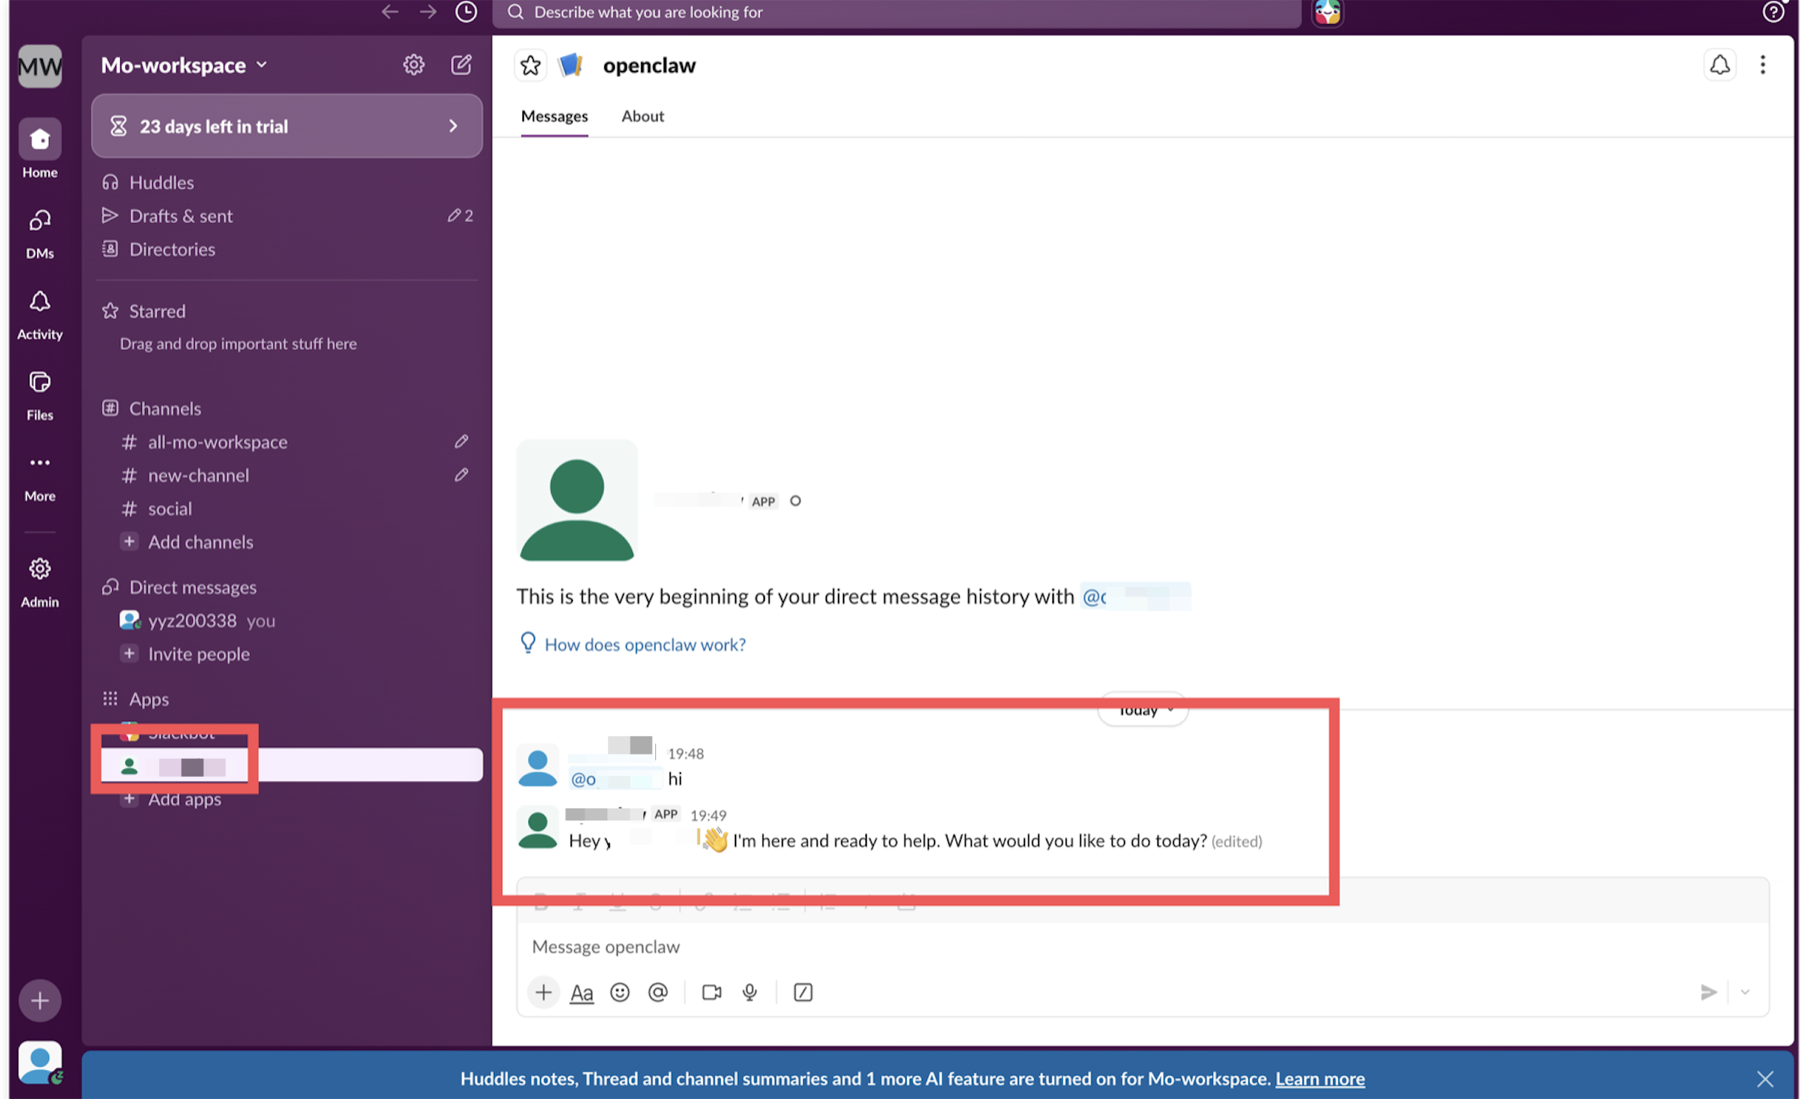 Describe what you are looking for
MW
Mo-workspace
23 days left in trial
Home
Huddles
Drafts & sent
2
DMs
Directories
Starred
Activity
Drag and drop important stuff here
Files
Channels
# all-mo-workspace
# new-channel
More
# social
+ Add channels
Direct messages
Admin
yyz200338 you
+ Invite people
Apps
Slackbot
+ Add apps
openclaw
Messages
About
APP
This is the very beginning of your direct message history with
How does openclaw work?
Today
19:48
hi
APP 19:49
Hey 👋 I'm here and ready to help. What would you like to do today? (edited)
Message openclaw
Aa
Huddles notes, Thread and channel summaries and 1 more AI feature are turned on for Mo-workspace. Learn more